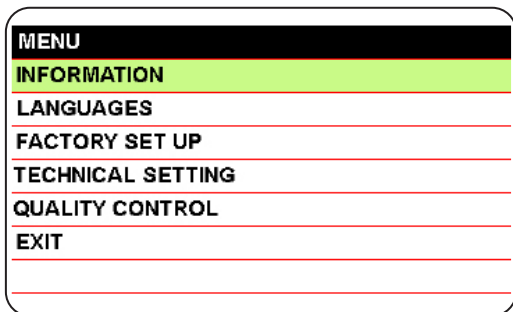 MENU
INFORMATION
LANGUAGES
FACTORY SET UP
TECHNICAL SETTING
QUALITY CONTROL
EXIT